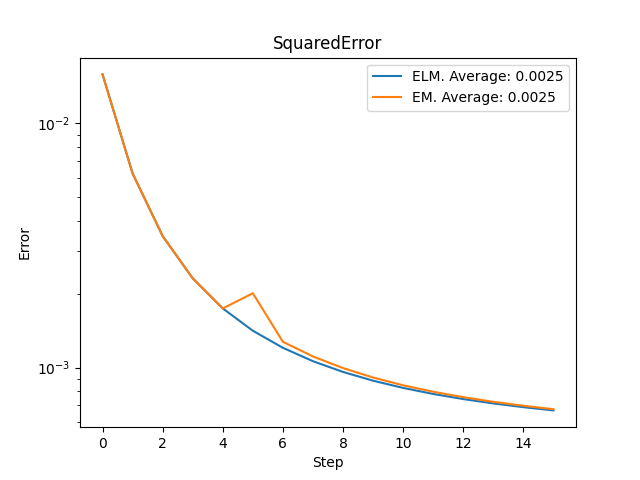 SquaredError
ELM. Average: 0.0025
EM. Average: 0.0025
Error
10⁻²
10⁻³
0 2 4 6 8 10 12 14
Step